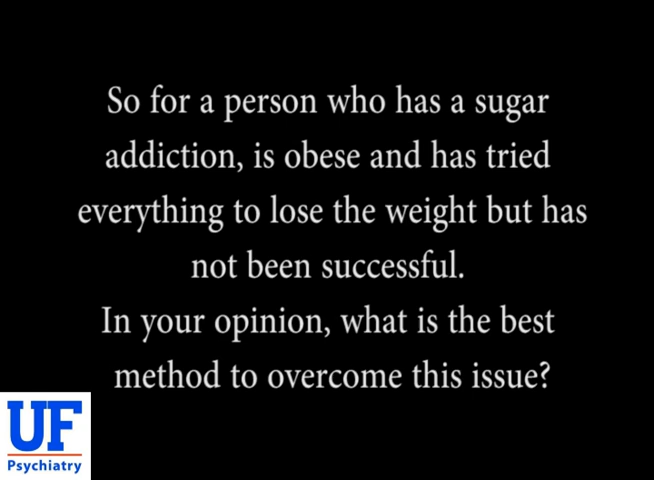 So for a person who has a sugar
addiction, is obese and has tried
everything to lose the weight but has
not been successful.
In your opinion, what is the best
method to overcome this issue?
UF
Psychiatry